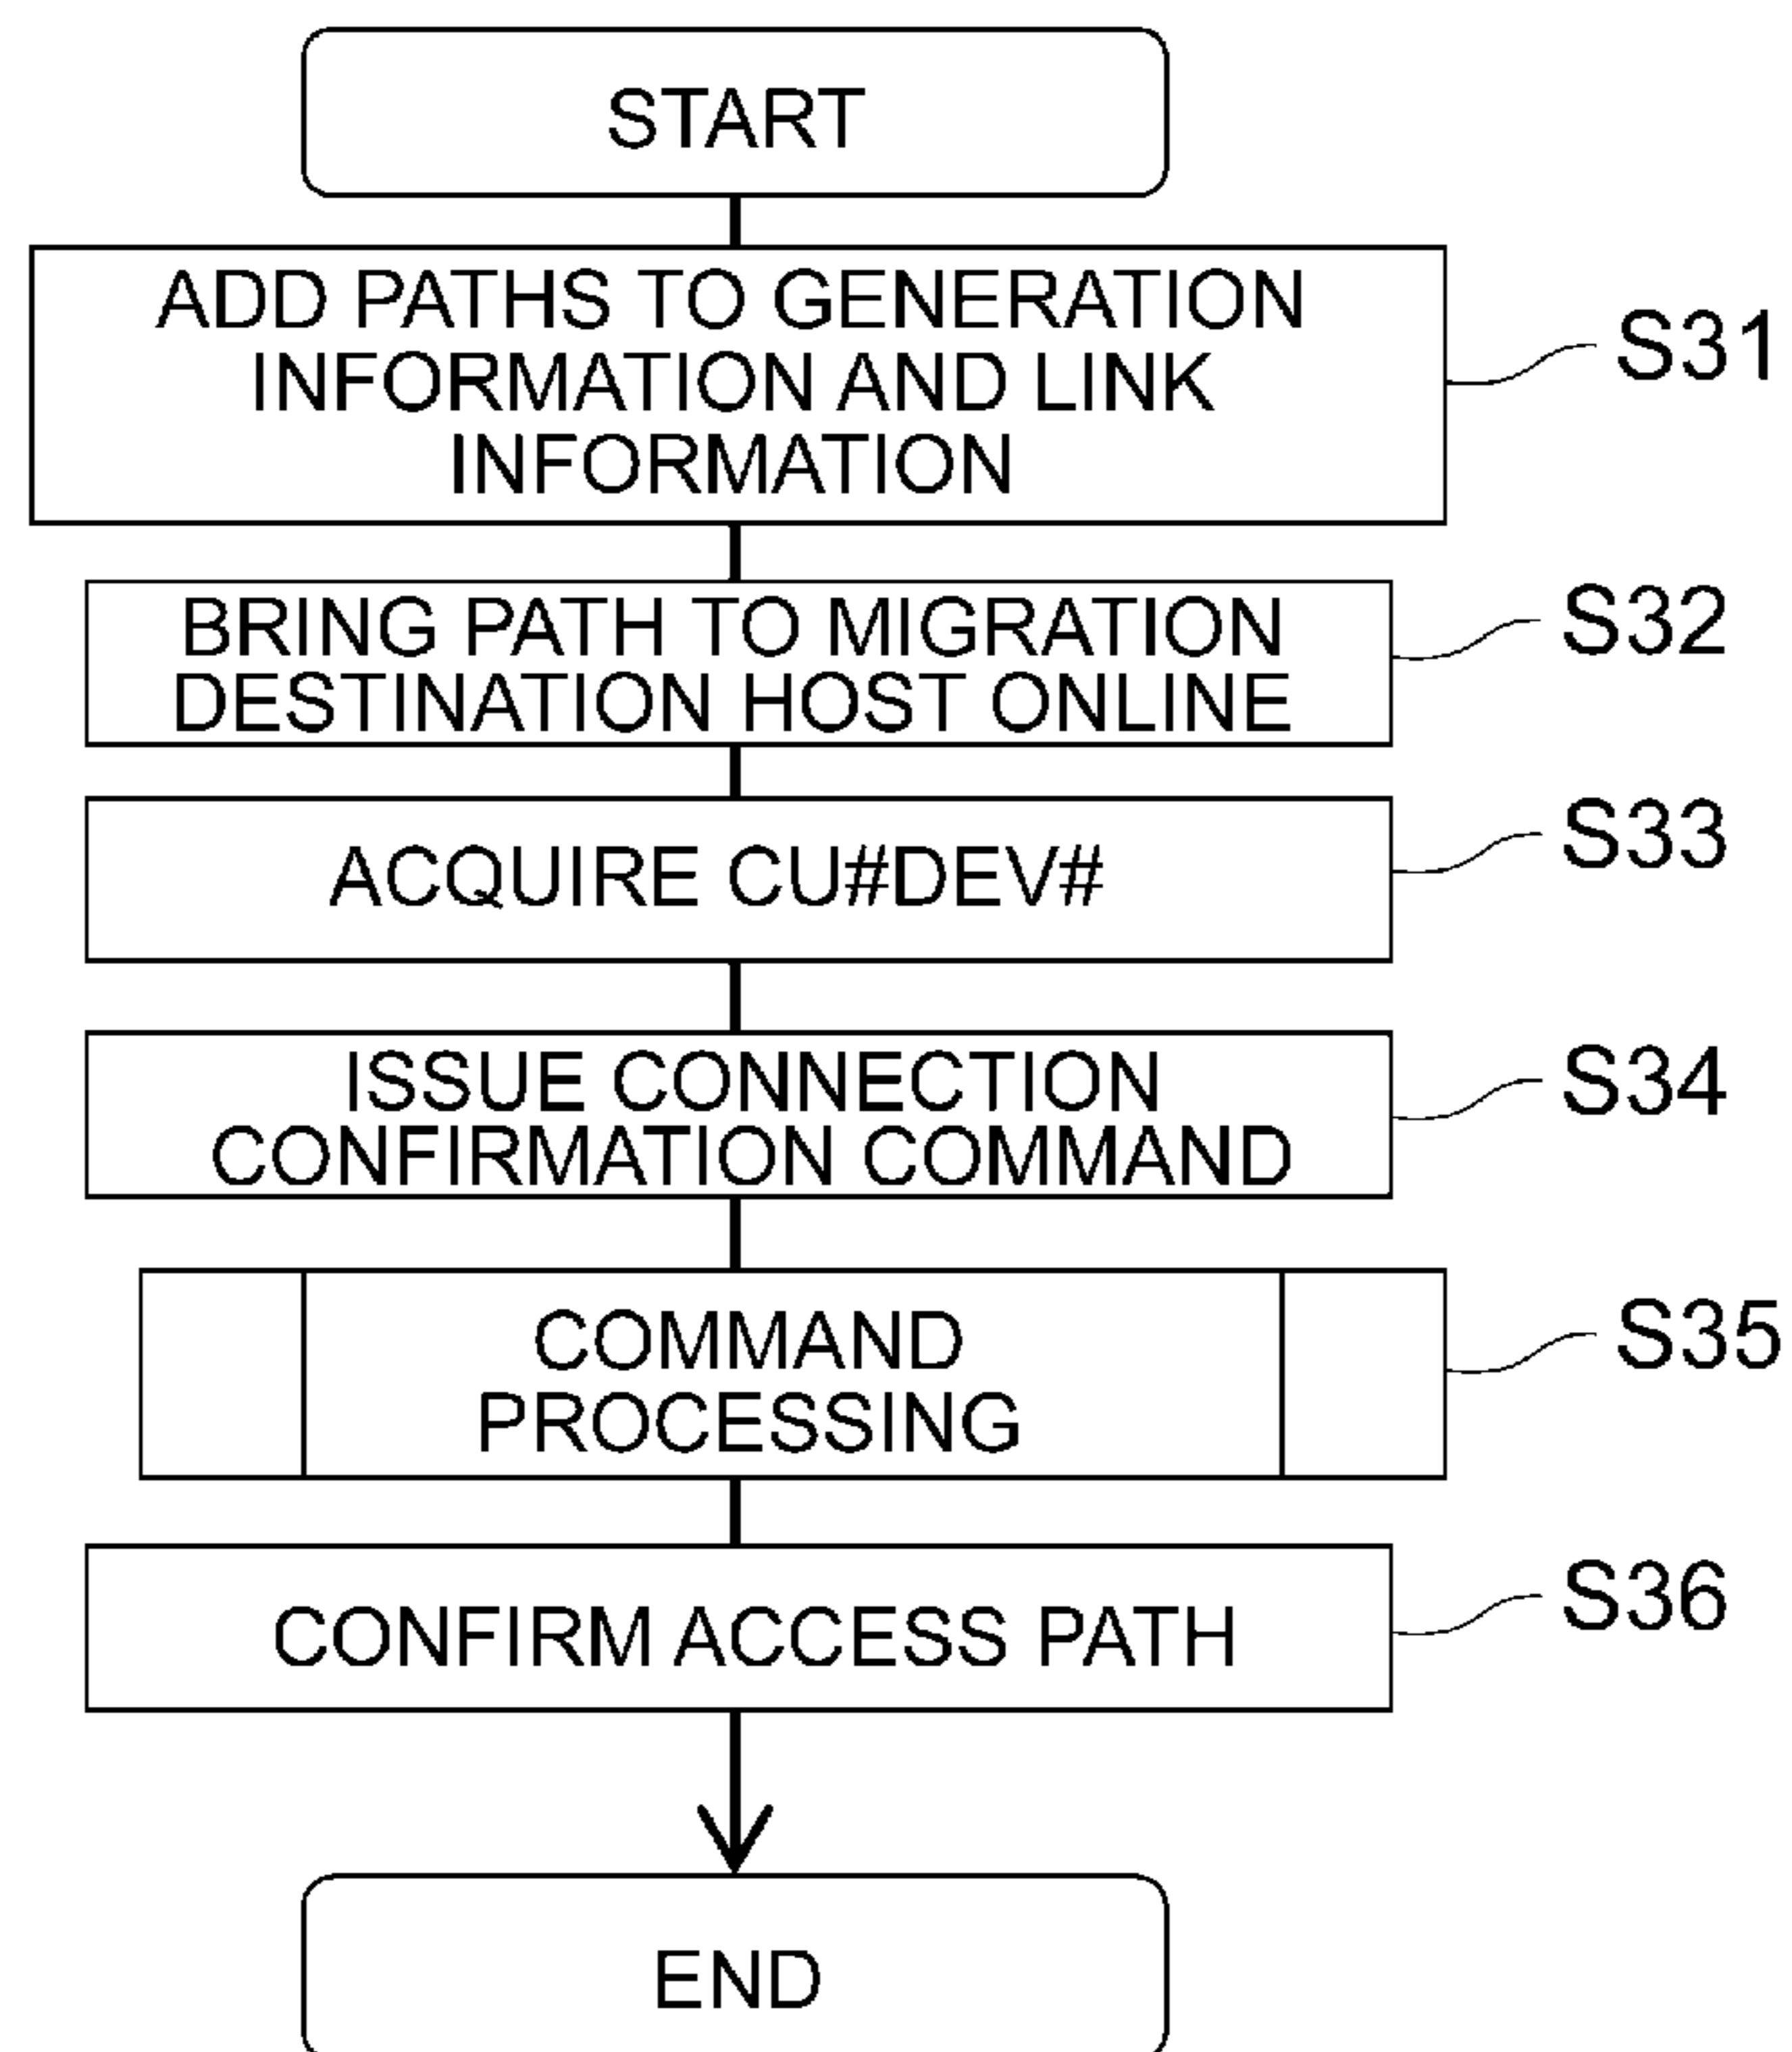 START
ADD PATHS TO GENERATION
INFORMATION AND LINK
INFORMATION
S31
BRING PATH TO MIGRATION
DESTINATION HOST ONLINE
S32
ACQUIRE CU#DEV#
S33
ISSUE CONNECTION
CONFIRMATION COMMAND
S34
COMMAND
PROCESSING
S35
CONFIRM ACCESS PATH
S36
END